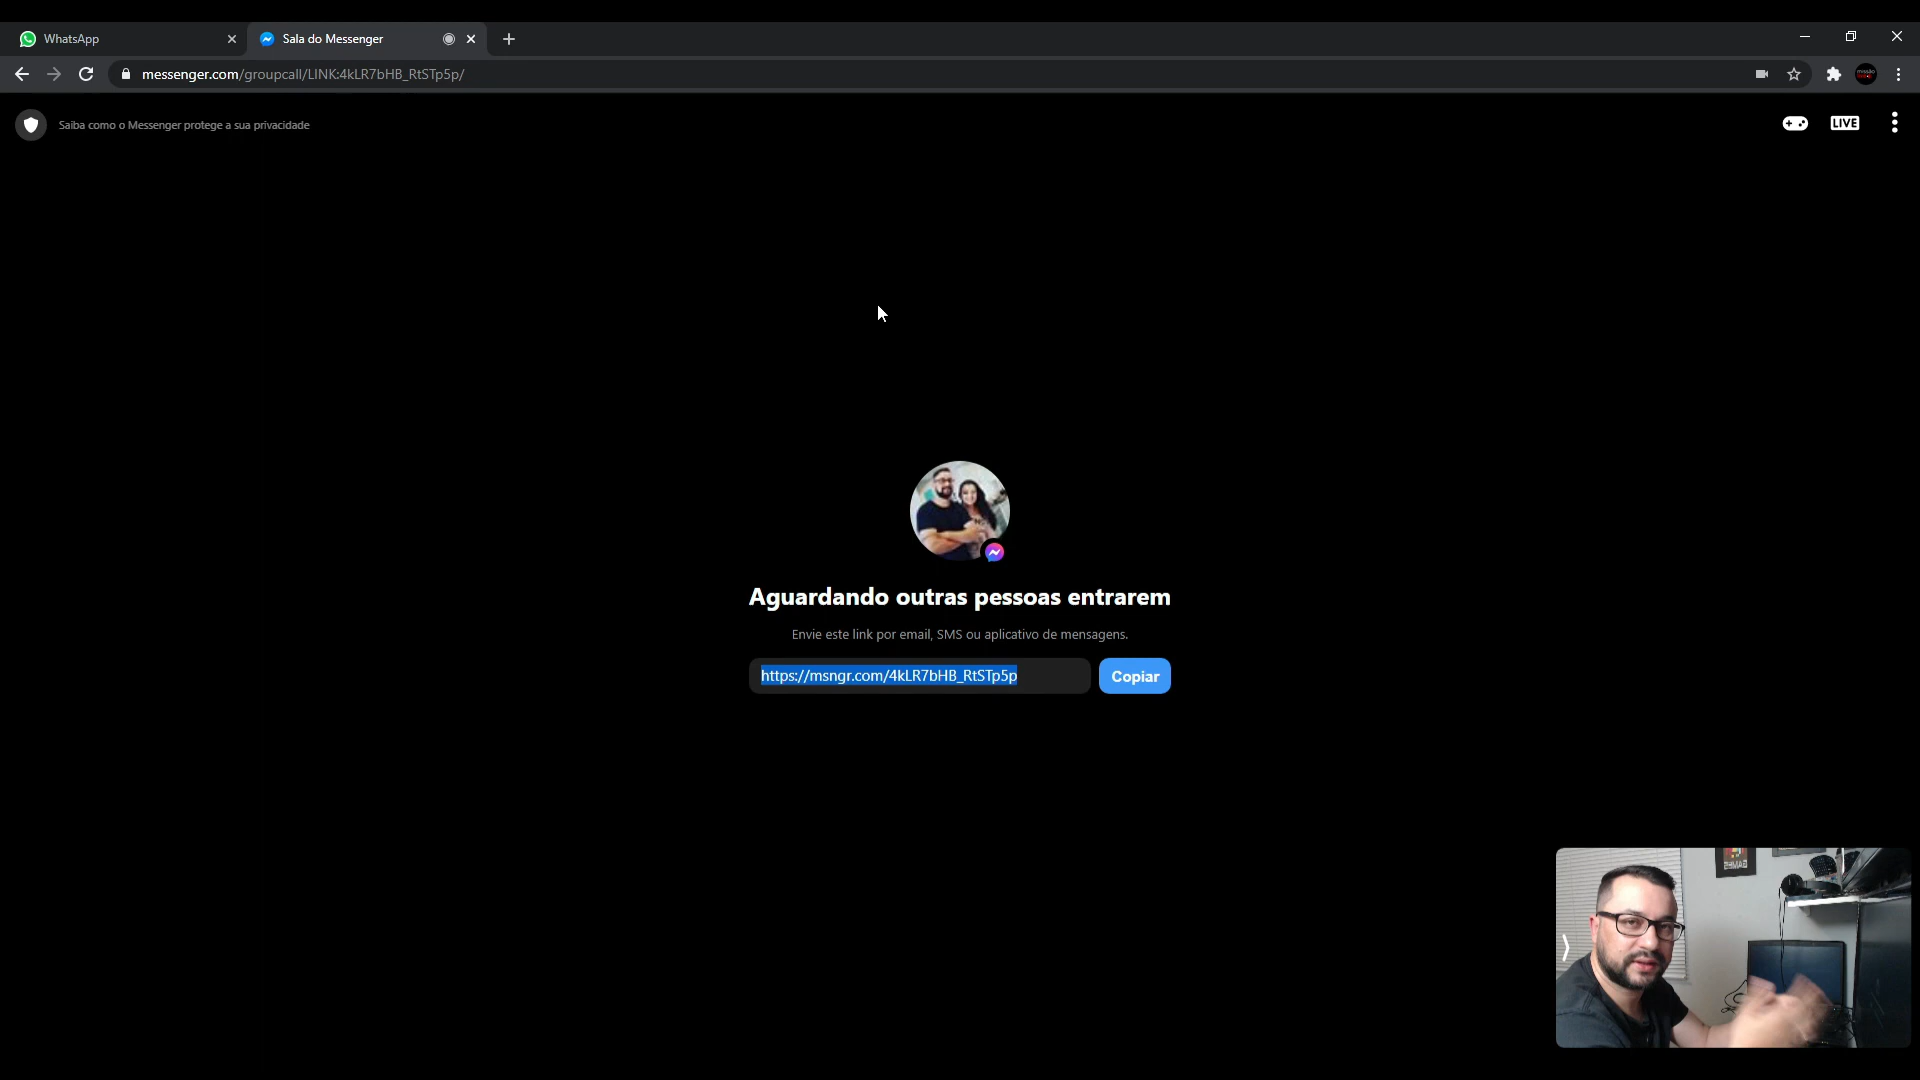 WhatsApp
Sala do Messenger
messenger.com/groupcall/LINK:4kLR7bHB_RtSTp5p/
Saiba como o Messenger protege a sua privacidade
LIVE
Aguardando outras pessoas entrarem
Envie este link por email, SMS ou aplicativo de mensagens.
https://msngr.com/4kLR7bHB_RtSTp5p
Copiar